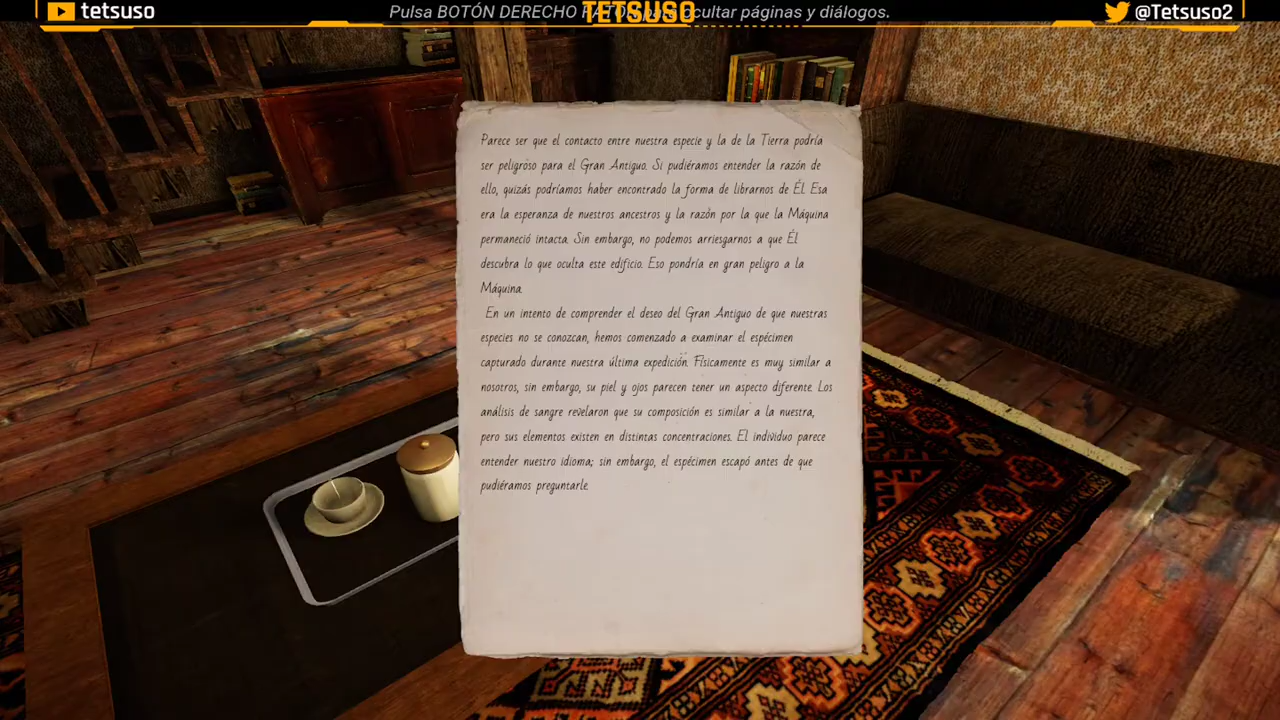 tetsuso
Pulsa BOTÓN DERECHO RATÓN para ocultar páginas y diálogos.
TETSUSO
@Tetsuso2
Parece ser que el contacto entre nuestra especie y la de la Tierra podría
ser peligroso para el Gran Antiguo. Si pudiéramos entender la razón de
ello, quizás podríamos haber encontrado la forma de librarnos de Él. Esa
era la esperanza de nuestros ancestros y la razón por la que la Máquina
permaneció intacta. Sin embargo, no podemos arriesgarnos a que Él
descubra lo que oculta este edificio. Eso pondría en gran peligro a la
Máquina.
En un intento de comprender el deseo del Gran Antiguo de que nuestras
especies no se conozcan, hemos comenzado a examinar el espécimen
capturado durante nuestra última expedición. Físicamente es muy similar a
nosotros, sin embargo, su piel y ojos parecen tener un aspecto diferente. Los
análisis de sangre revelaron que su composición es similar a la nuestra,
pero sus elementos existen en distintas concentraciones. El individuo parece
entender nuestro idioma; sin embargo, el espécimen escapó antes de que
pudiéramos preguntarle.